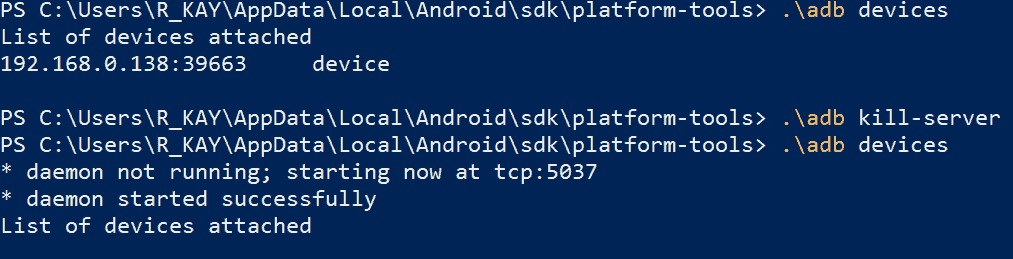 PS C:\Users\R_KAY\AppData\Local\Android\sdk\platform-tools> .\adb devices
List of devices attached
192.168.0.138:39663     device
PS C:\Users\R_KAY\AppData\Local\Android\sdk\platform-tools> .\adb kill-server
PS C:\Users\R_KAY\AppData\Local\Android\sdk\platform-tools> .\adb devices
* daemon not running; starting now at tcp:5037
* daemon started successfully
List of devices attached